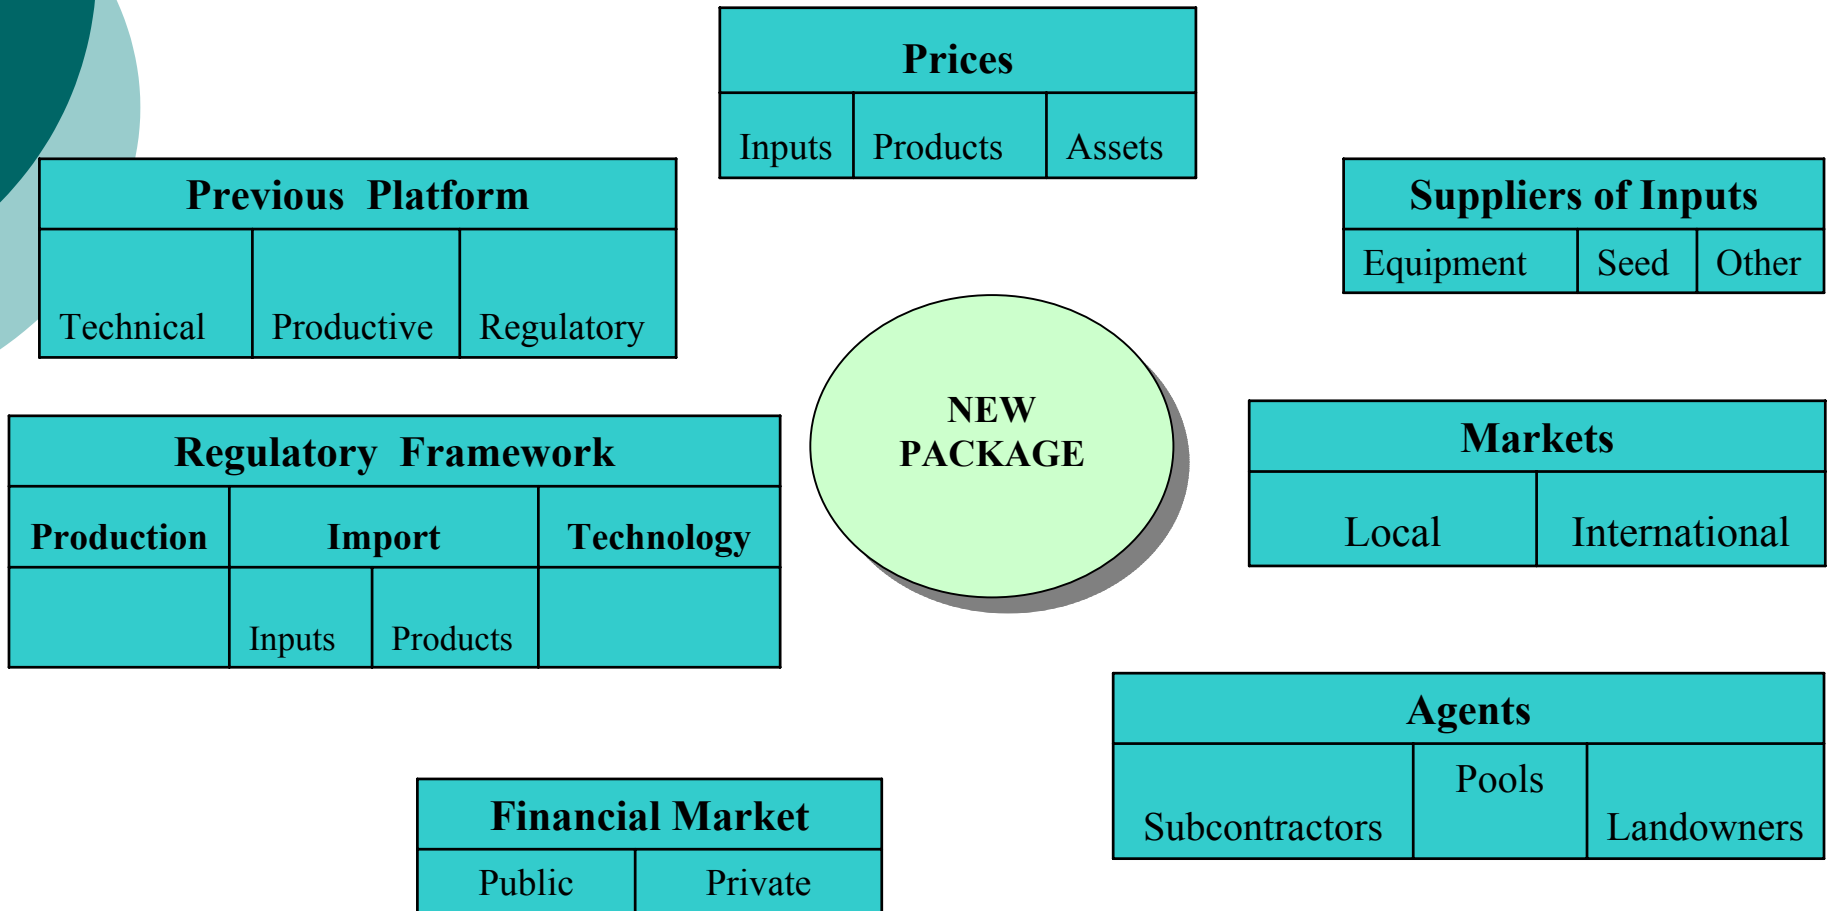 Prices
Inputs Products Assets
Previous Platform
Technical Productive Regulatory
Suppliers of Inputs
Equipment Seed Other
NEW
PACKAGE
Regulatory Framework
Production Import Technology
Inputs Products
Markets
Local International
Agents
Subcontractors Pools Landowners
Financial Market
Public Private